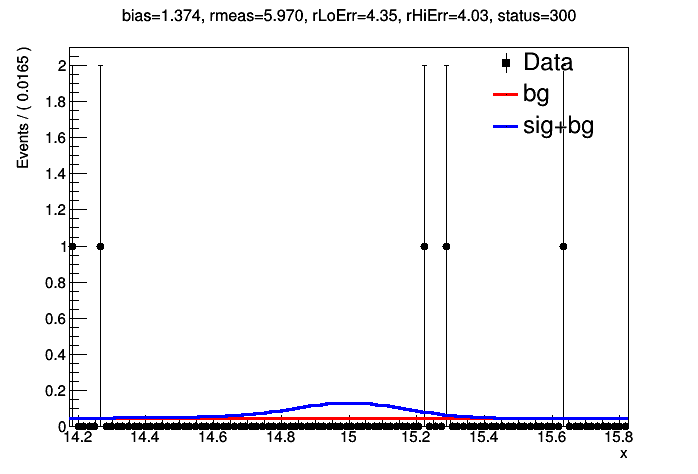 bias=1.374, rmeas=5.970, rLoErr=4.35, rHiErr=4.03, status=300
Events / ( 0.0165 )
2
1.8
1.6
1.4
1.2
1
0.8
0.6
0.4
0.2
0
Data
bg
sig+bg
14.2 14.4 14.6 14.8 15 15.2 15.4 15.6 15.8
x